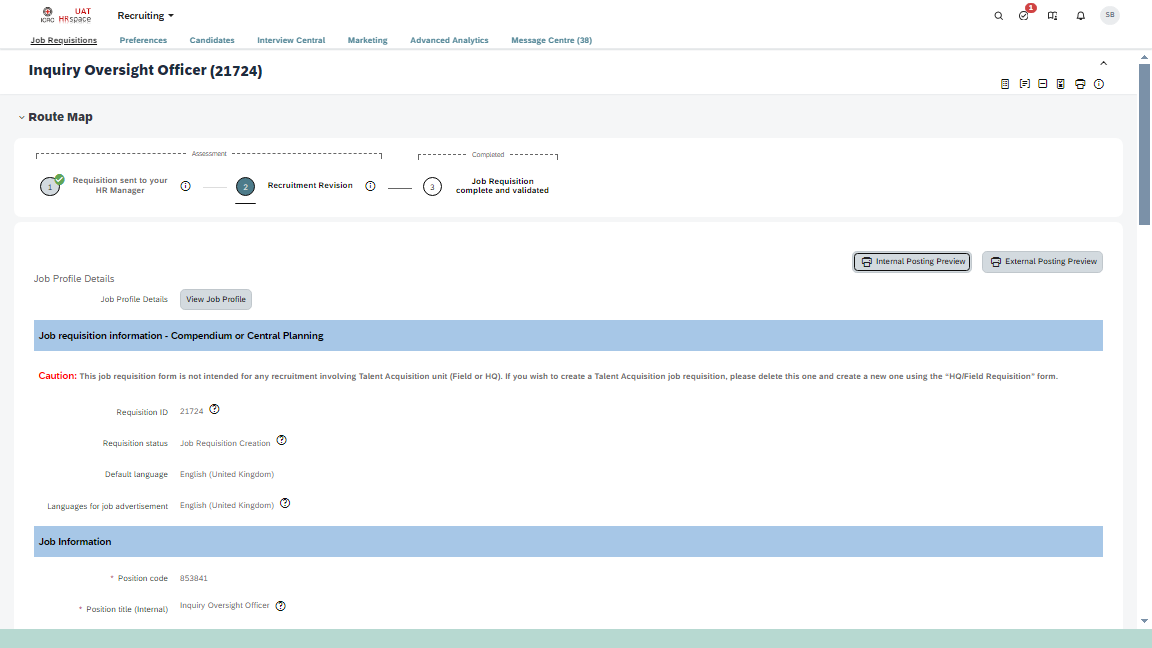 ICRC UAT HRspace Recruiting 1 SB
Job Requisitions Preferences Candidates Interview Central Marketing Advanced Analytics Message Centre (38)
Inquiry Oversight Officer (21724)
Route Map
Assessment Completed
1 Requisition sent to your HR Manager 2 Recruitment Revision 3 Job Requisition complete and validated
Internal Posting Preview External Posting Preview
Job Profile Details
Job Profile Details View Job Profile
Job requisition information - Compendium or Central Planning
Caution: This job requisition form is not intended for any recruitment involving Talent Acquisition unit (Field or HQ). If you wish to create a Talent Acquisition job requisition, please delete this one and create a new one using the “HQ/Field Requisition” form.
Requisition ID 21724
Requisition status Job Requisition Creation
Default language English (United Kingdom)
Languages for job advertisement English (United Kingdom)
Job Information
* Position code 853841
* Position title (Internal) Inquiry Oversight Officer